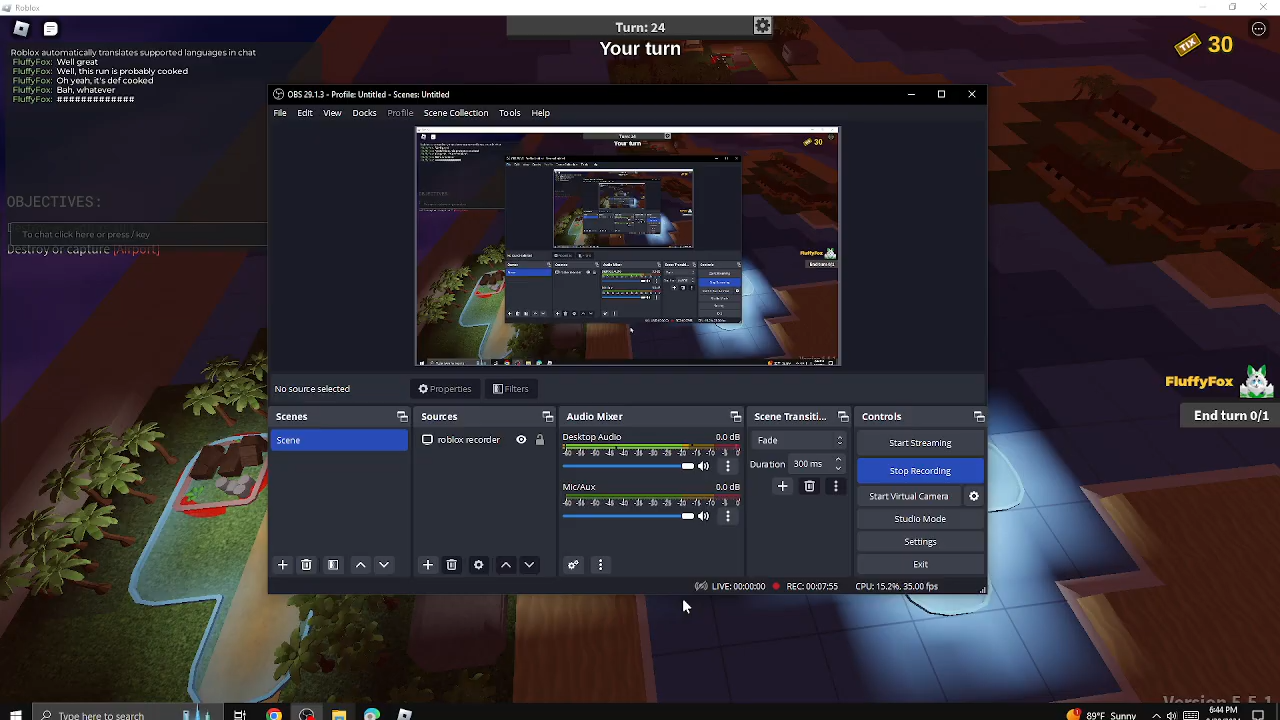 Roblox
Turn: 24
Your turn
TIX 30
Roblox automatically translates supported languages in chat
FluffyFox: Well great
FluffyFox: Well, this run is probably cooked
FluffyFox: Oh yeah, it's def cooked
FluffyFox: Bah, whatever
FluffyFox: #############
OBJECTIVES:
To chat click here or press / key
Destroy or capture [Airport]
OBS 29.1.3 - Profile: Untitled - Scenes: Untitled
File Edit View Docks Profile Scene Collection Tools Help
No source selected Properties Filters
Scenes Sources Audio Mixer Scene Transiti... Controls
Scene
roblox recorder
Desktop Audio 0.0 dB
Mic/Aux 0.0 dB
Fade
Duration 300 ms
Start Streaming
Stop Recording
Start Virtual Camera
Studio Mode
Settings
Exit
LIVE: 00:00:00 REC: 00:07:55 CPU: 15.2%, 35.00 fps
FluffyFox
End turn 0/1
Version 5.5.1
Type here to search
89°F Sunny
6:44 PM